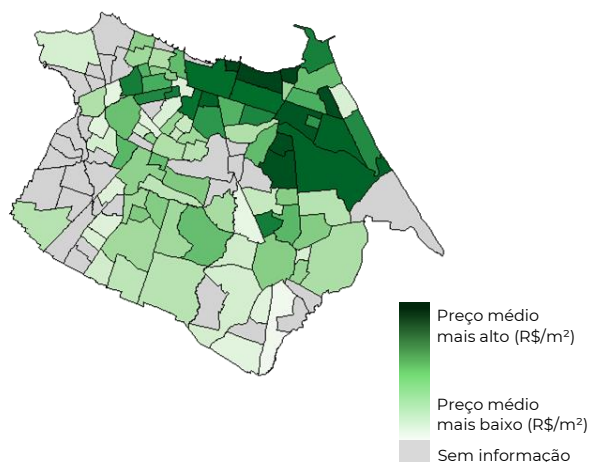 Preço médio
mais alto (R$/m²)
Preço médio
mais baixo (R$/m²)
Sem informação